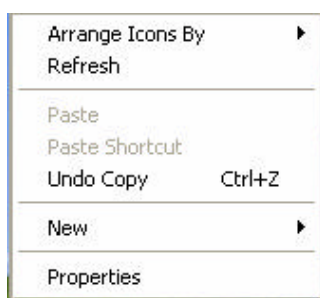 Arrange Icons By
Refresh
Paste
Paste Shortcut
Undo Copy Ctrl+Z
New
Properties